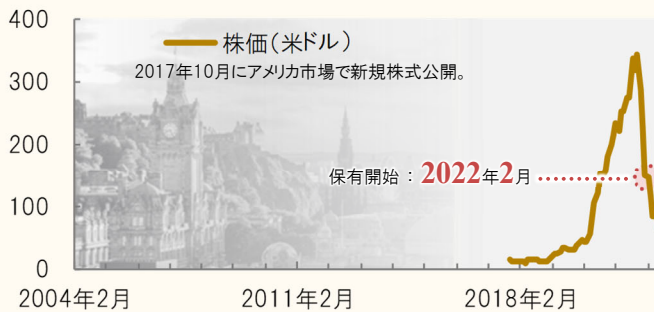 400
株価(米ドル)
2017年10月にアメリカ市場で新規株式公開。
300
200
保有開始：2022年2月
100
0
2004年2月
2011年2月
2018年2月